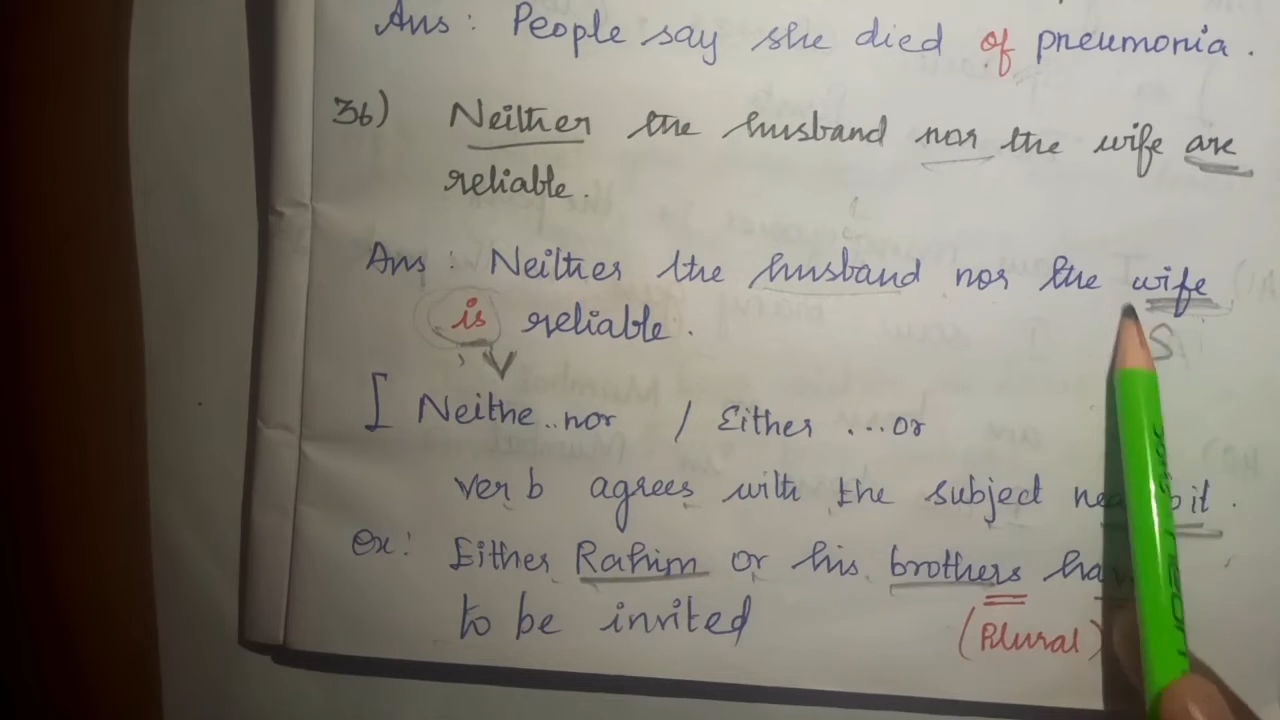 Ans : People say she died of pneumonia.
36) Neither the husband nor the wife are
reliable.
Ans : Neither the husband nor the wife
is reliable.
S
[ Neithe..nor / Either ...or
verb agrees with the subject it.
ex: Either Rahim or his brothers
to be invited
(Plural)